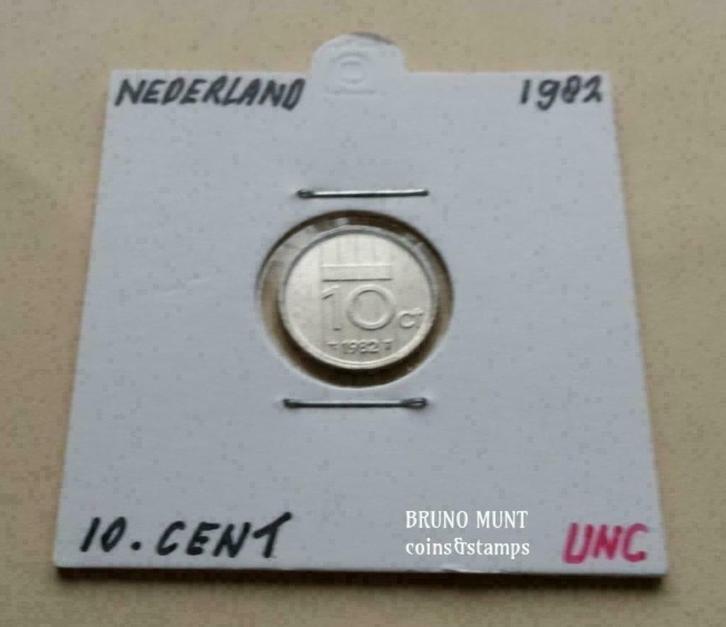 NEDERLAND 1982
10 CT
1982
10. CENT UNC
BRUNO MUNT
coins&stamps